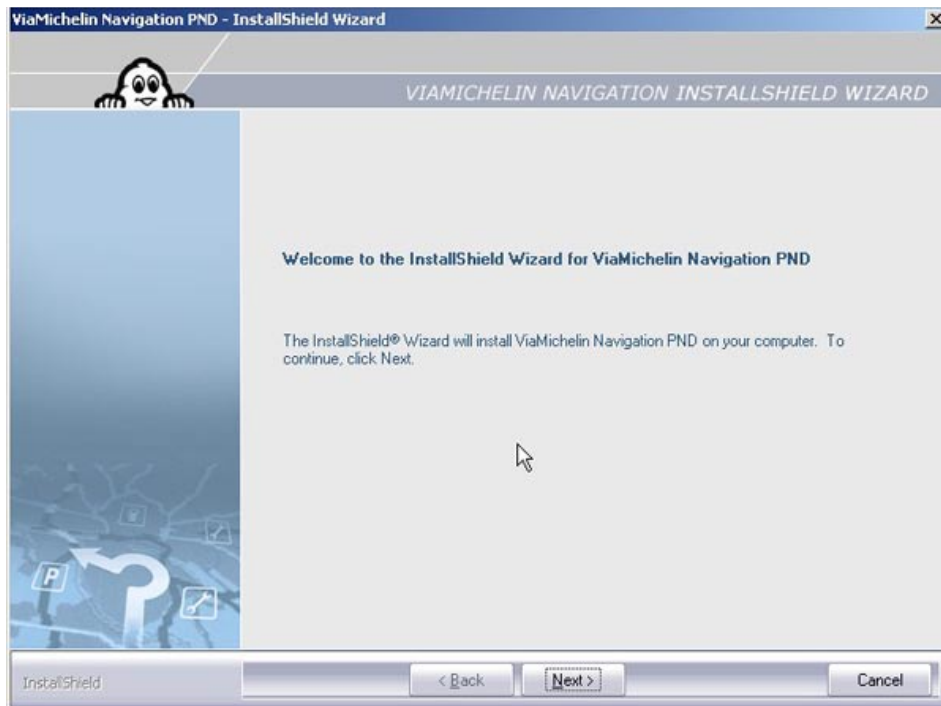 ViaMichelin Navigation PND - InstallShield Wizard
VIAMICHELIN NAVIGATION INSTALLSHIELD WIZARD
Welcome to the InstallShield Wizard for ViaMichelin Navigation PND
The InstallShield® Wizard will install ViaMichelin Navigation PND on your computer. To
continue, click Next.
P
InstallShield
< Back
Next >
Cancel